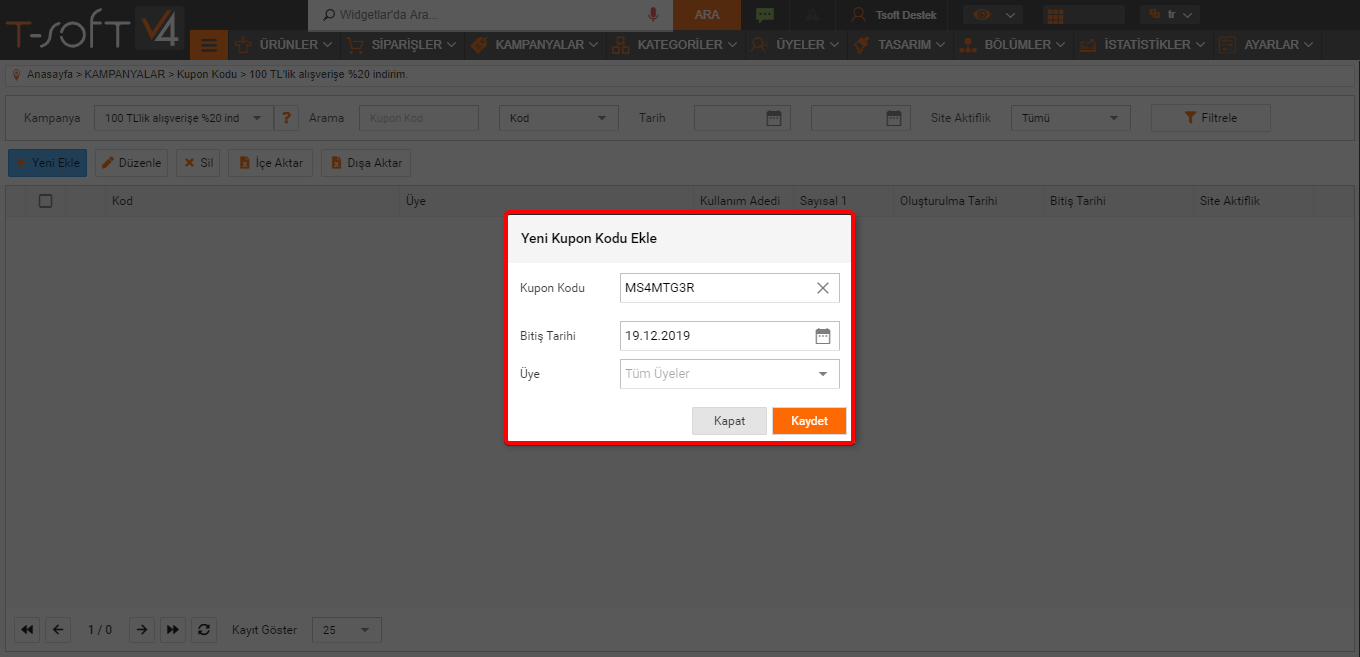 T-SOFT V4
Widgetlar'da Ara...
ARA
Tsoft Destek
tr
ÜRÜNLER
SİPARİŞLER
KAMPANYALAR
KATEGORİLER
ÜYELER
TASARIM
BÖLÜMLER
İSTATİSTİKLER
AYARLAR
Anasayfa > KAMPANYALAR > Kupon Kodu > 100 TL'lik alışverişe %20 indirim.
Kampanya
100 TL'lik alışverişe %20 ind
?
Arama
Kupon Kod
Kod
Tarih
Site Aktiflik
Tümü
Filtrele
+ Yeni Ekle
Düzenle
Sil
İçe Aktar
Dışa Aktar
Kod
Üye
Kullanım Adedi
Sayısal 1
Oluşturulma Tarihi
Bitiş Tarihi
Site Aktiflik
Yeni Kupon Kodu Ekle
Kupon Kodu
MS4MTG3R
Bitiş Tarihi
19.12.2019
Üye
Tüm Üyeler
Kapat
Kaydet
1 / 0
Kayıt Göster
25